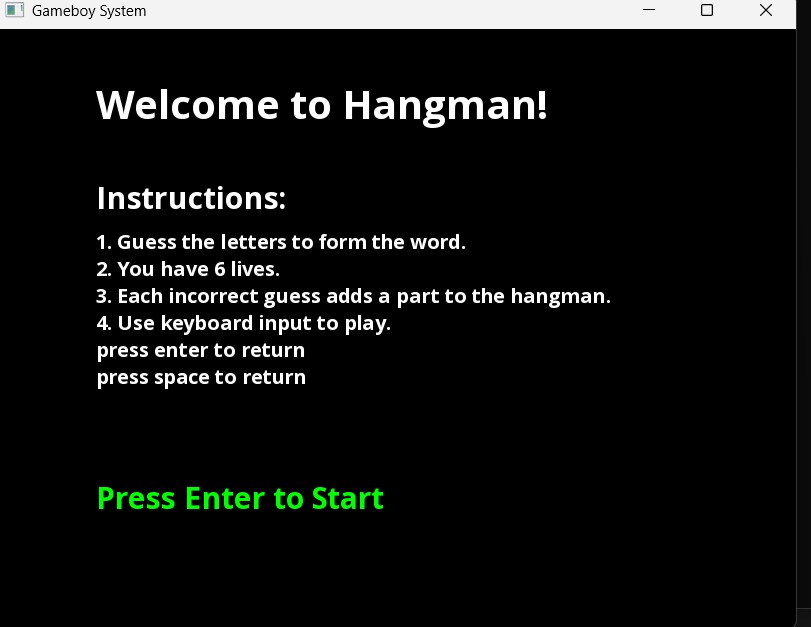 Gameboy System
Welcome to Hangman!
Instructions:
1. Guess the letters to form the word.
2. You have 6 lives.
3. Each incorrect guess adds a part to the hangman.
4. Use keyboard input to play.
press enter to return
press space to return
Press Enter to Start